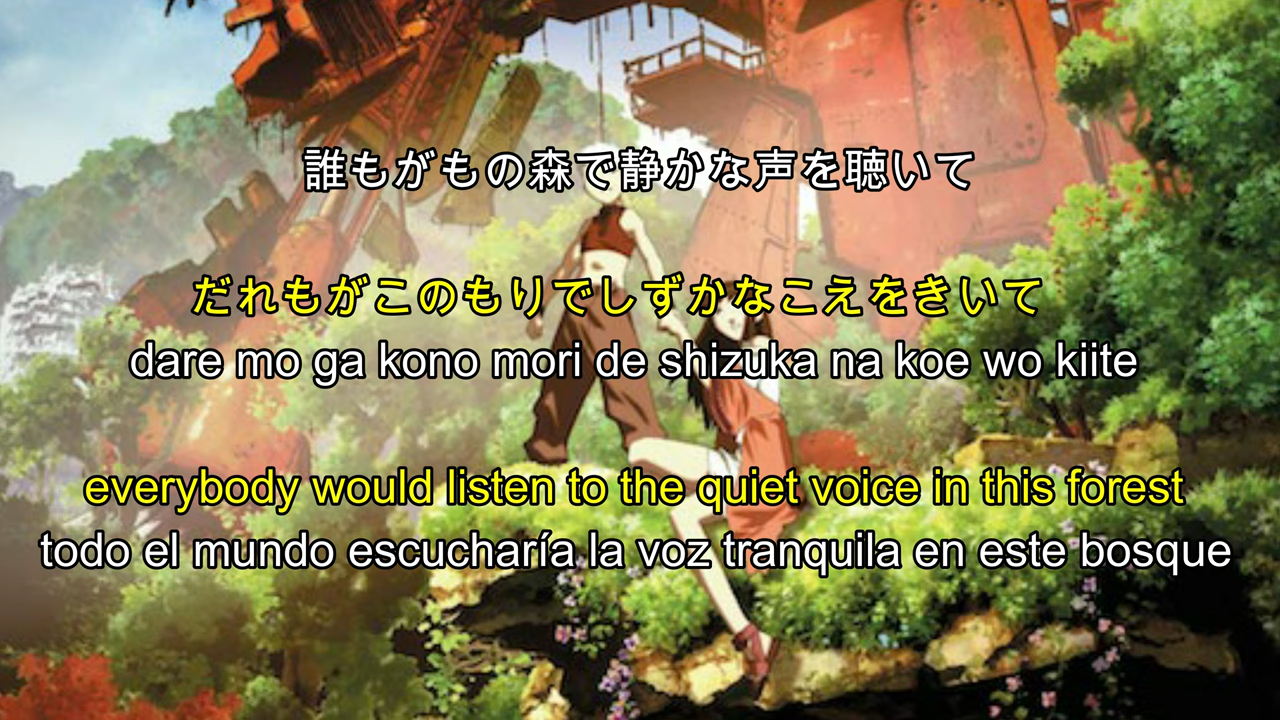 誰もがもの森で静かな声を聴いて
だれもがこのもりでしずかなこえをきいて
dare mo ga kono mori de shizuka na koe wo kiite
everybody would listen to the quiet voice in this forest
todo el mundo escucharía la voz tranquila en este bosque